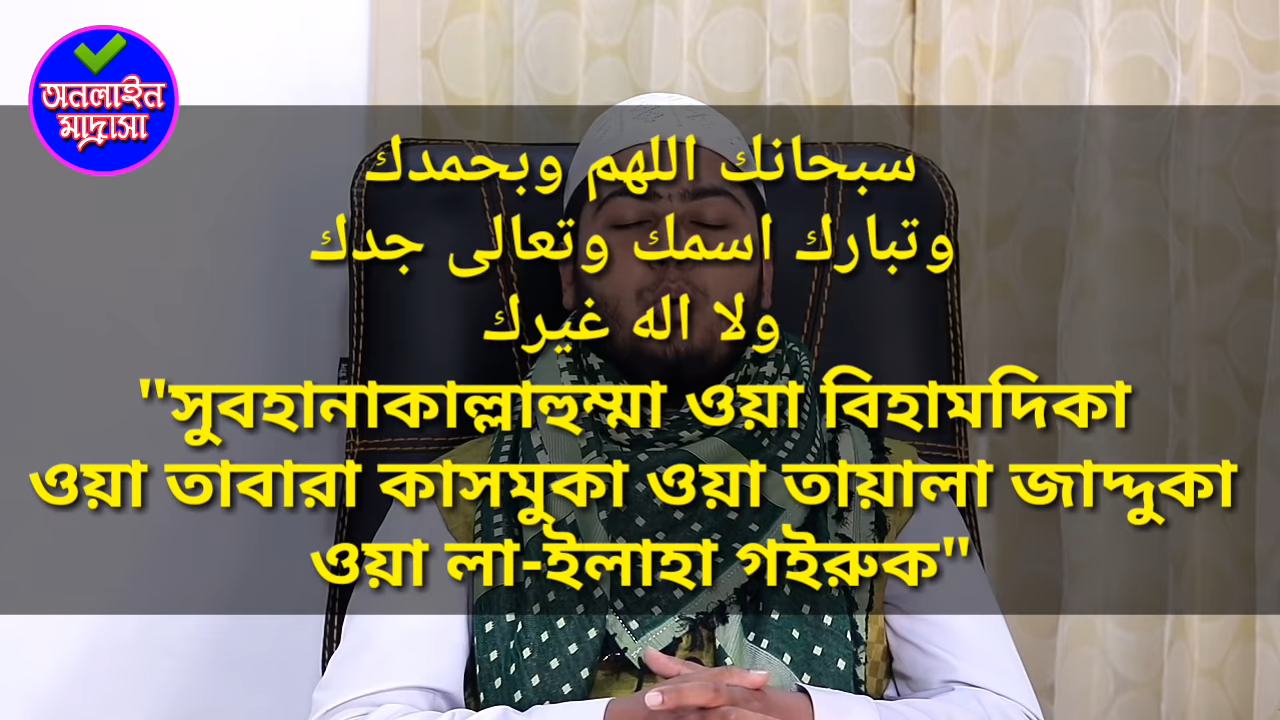 অনলাইন
মাদ্রাসা
سبحانك اللهم وبحمدك
وتبارك اسمك وتعالى جدك
ولا اله غيرك
"সুবহানাকাল্লাহুম্মা ওয়া বিহামদিকা
ওয়া তাবারা কাসমুকা ওয়া তায়ালা জাদ্দুকা
ওয়া লা-ইলাহা গইরুক"